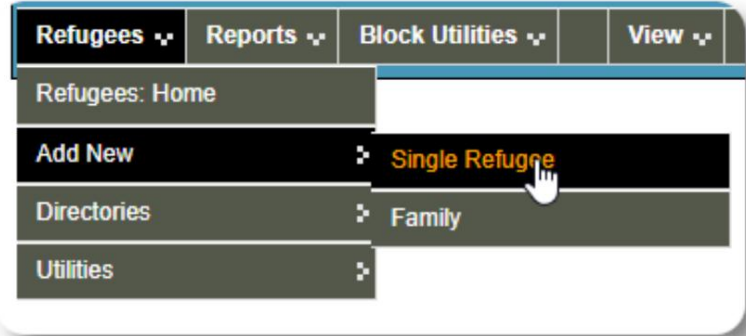 Refugees Reports Block Utilities View
Refugees: Home
Add New Single Refugee
Directories Family
Utilities